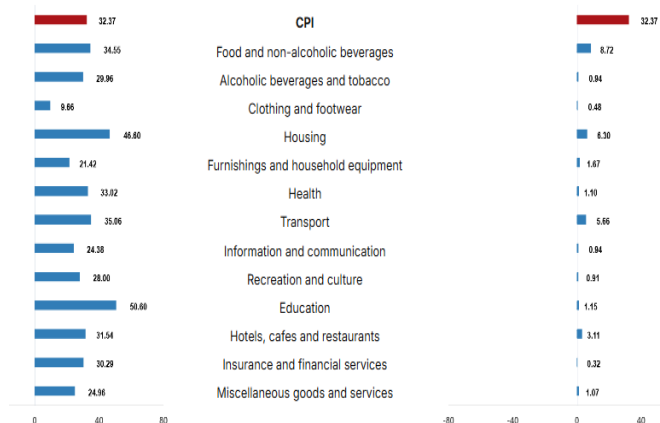 32.37 CPI 32.37
34.55 Food and non-alcoholic beverages 8.72
29.96 Alcoholic beverages and tobacco 0.94
9.66 Clothing and footwear 0.48
46.60 Housing 6.30
21.42 Furnishings and household equipment 1.67
33.02 Health 1.10
35.06 Transport 5.66
24.38 Information and communication 0.94
28.00 Recreation and culture 0.91
50.60 Education 1.15
31.54 Hotels, cafes and restaurants 3.11
30.29 Insurance and financial services 0.32
24.96 Miscellaneous goods and services 1.07
0 40 80 -80 -40 0 40